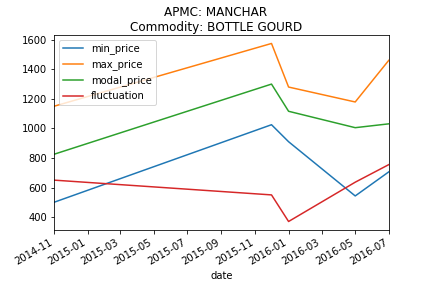 APMC: MANCHAR
Commodity: BOTTLE GOURD
1600
1400
1200
1000
800
600
400
min_price
max_price
modal_price
fluctuation
2014-11
2015-01
2015-03
2015-05
2015-07
2015-09
2015-11
2016-01
2016-03
2016-05
2016-07
date